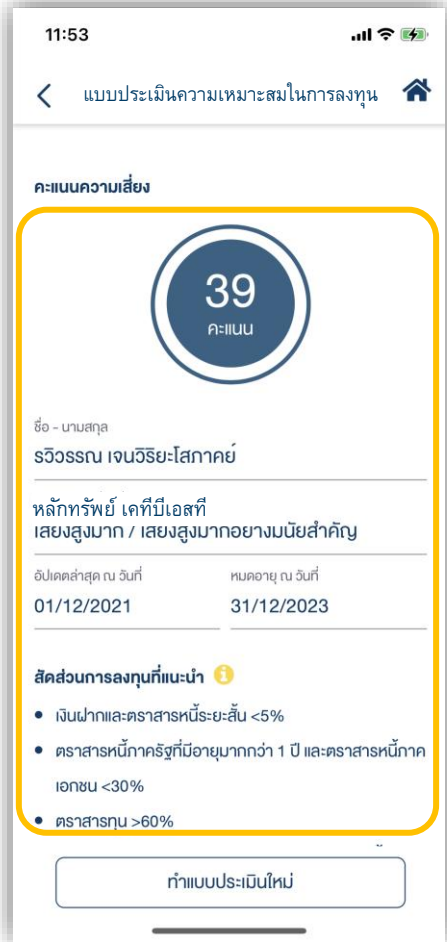 11:53
แบบประเมินความเหมาะสมในการลงทุน
คะแนนความเสี่ยง
39
คะแนน
ชื่อ - นามสกุล
รวิวรรณ เจนวิริยะโสภาคย์
หลักทรัพย์ เคทีบีเอสที
เสี่ยงสูงมาก / เสี่ยงสูงมากอย่างมีนัยสำคัญ
อัปเดตล่าสุด ณ วันที่ หมดอายุ ณ วันที่
01/12/2021 31/12/2023
สัดส่วนการลงทุนที่แนะนำ
• เงินฝากและตราสารหนี้ระยะสั้น <5%
• ตราสารหนี้ภาครัฐที่มีอายุมากกว่า 1 ปี และตราสารหนี้ภาค
เอกชน <30%
• ตราสารทุน >60%
ทำแบบประเมินใหม่